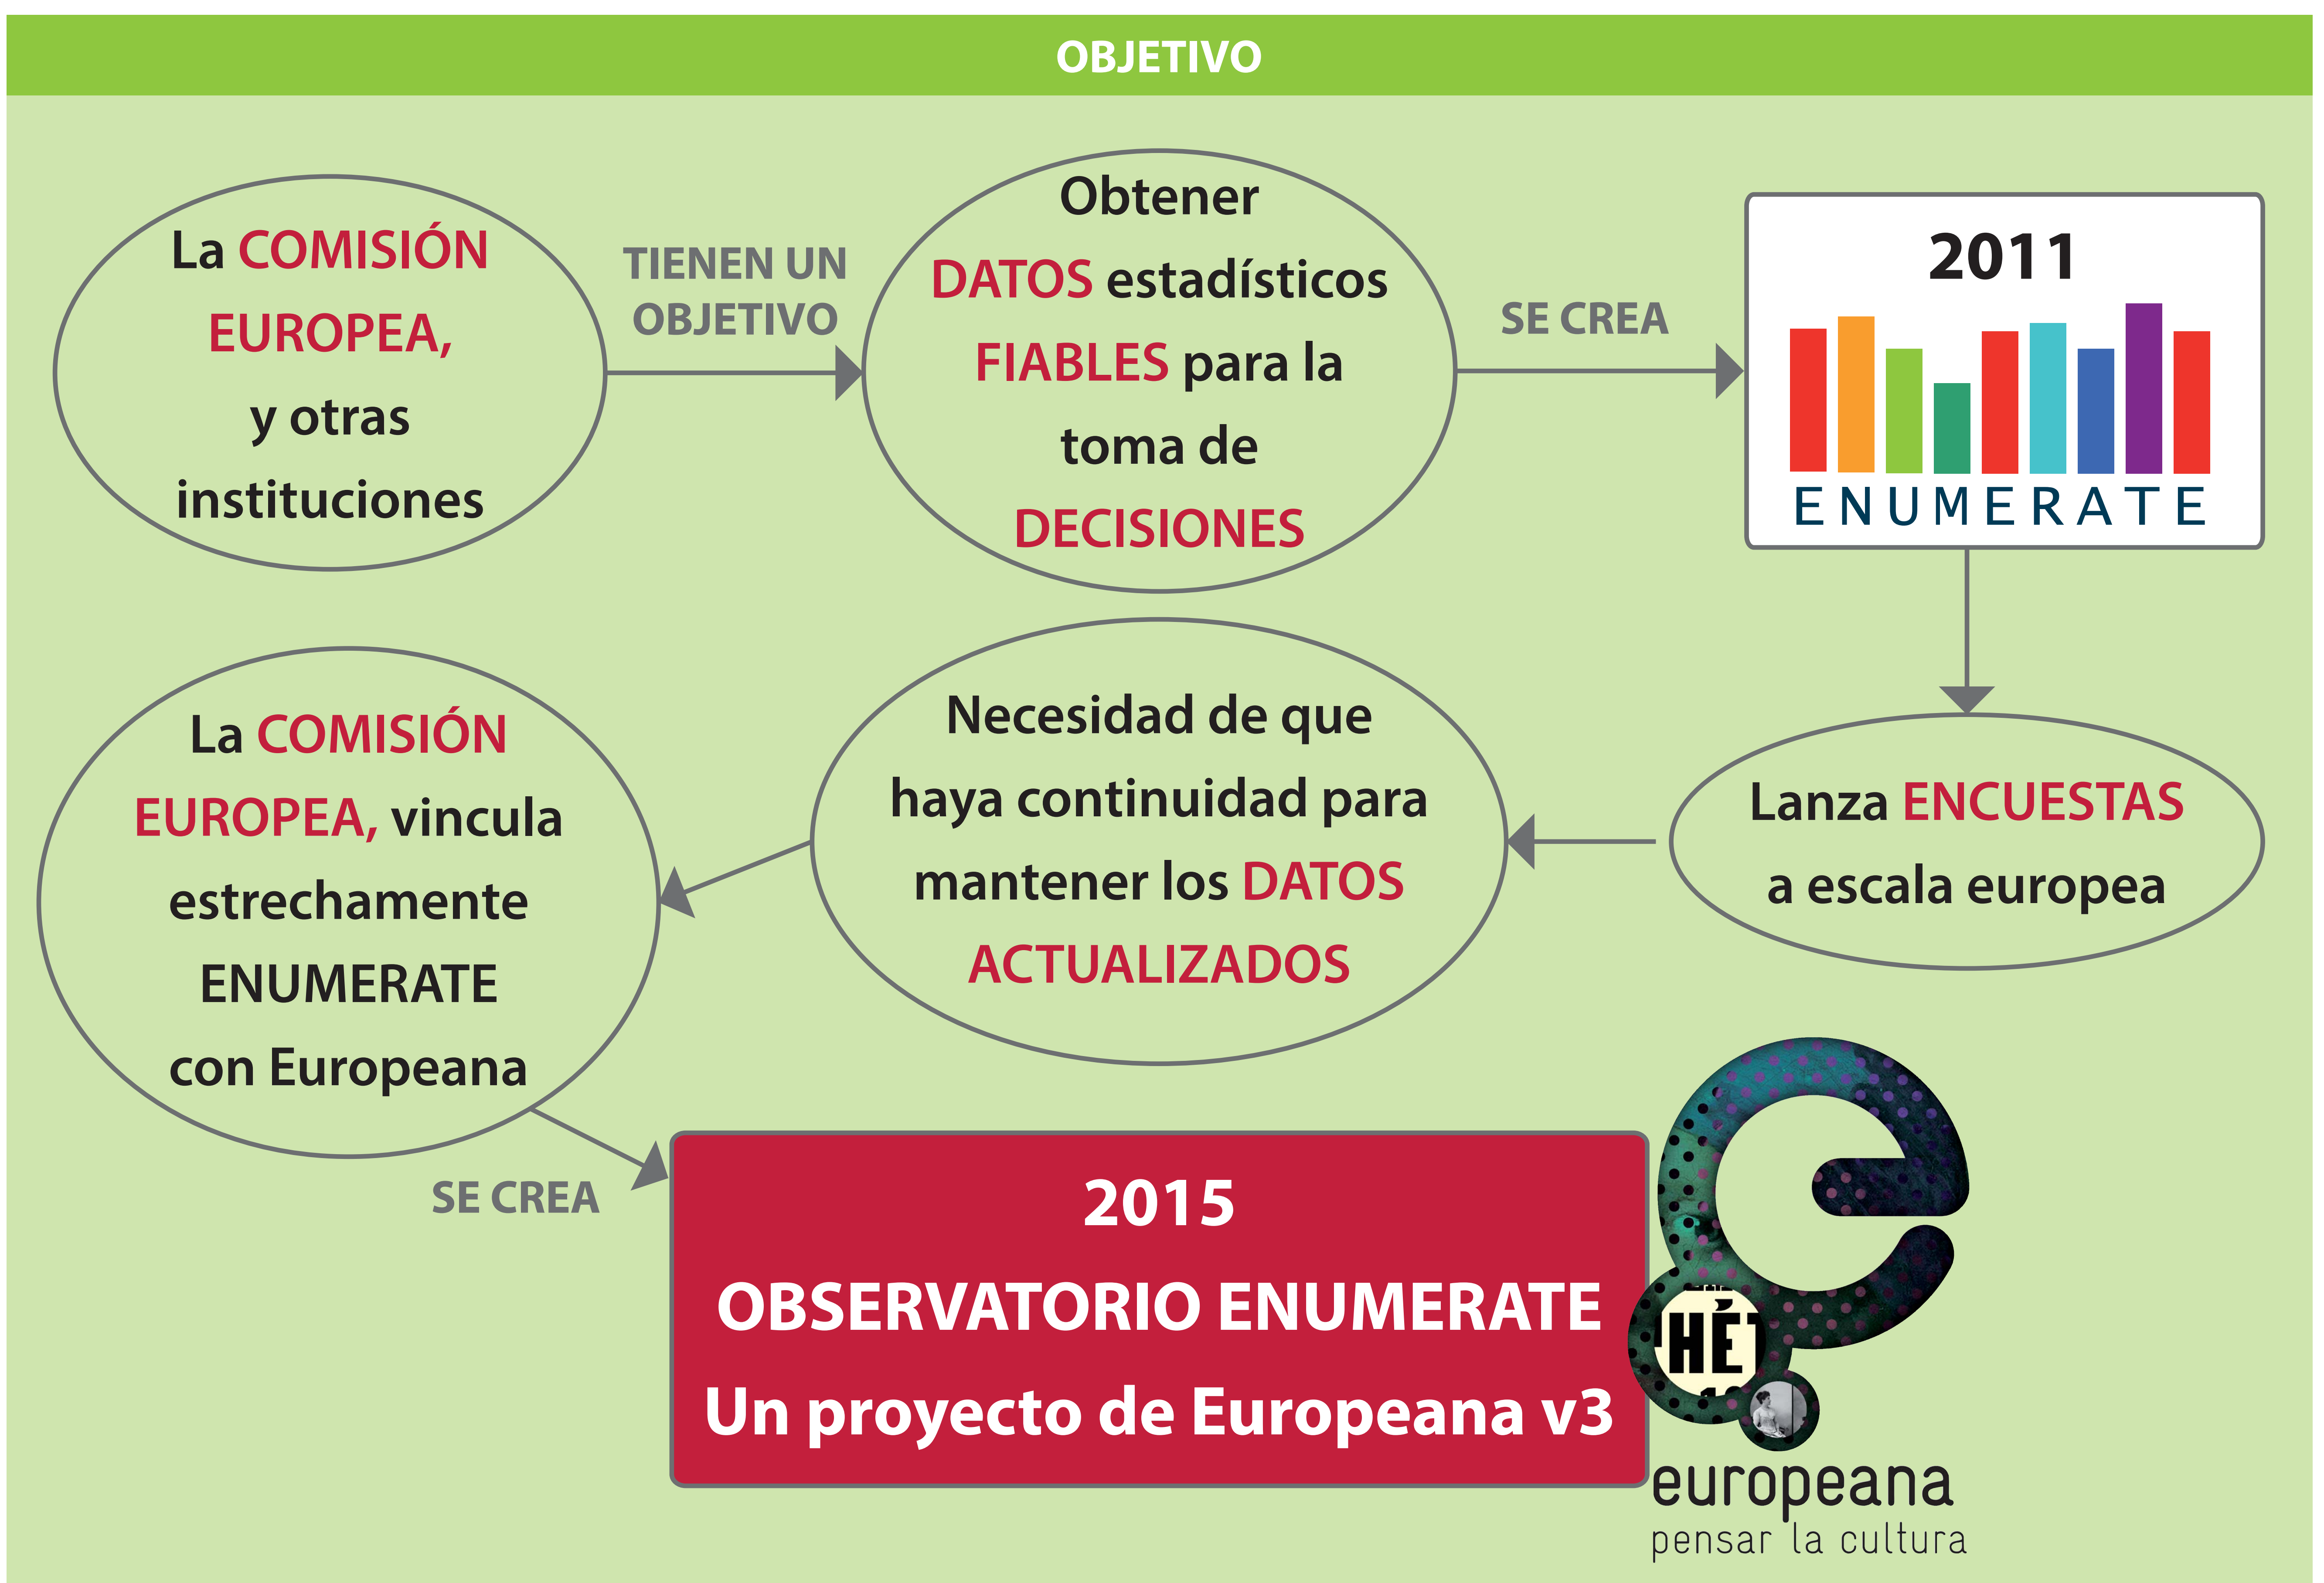 OBJETIVO
La COMISIÓN
EUROPEA,
y otras
instituciones
TIENEN UN
OBJETIVO
Obtener
DATOS estadísticos
FIABLES para la
toma de
DECISIONES
SE CREA
2011
ENUMERATE
Lanza ENCUESTAS
a escala europea
Necesidad de que
haya continuidad para
mantener los DATOS
ACTUALIZADOS
La COMISIÓN
EUROPEA, vincula
estrechamente
ENUMERATE
con Europeana
SE CREA
2015
OBSERVATORIO ENUMERATE
Un proyecto de Europeana v3
HÉ
europeana
pensar la cultura